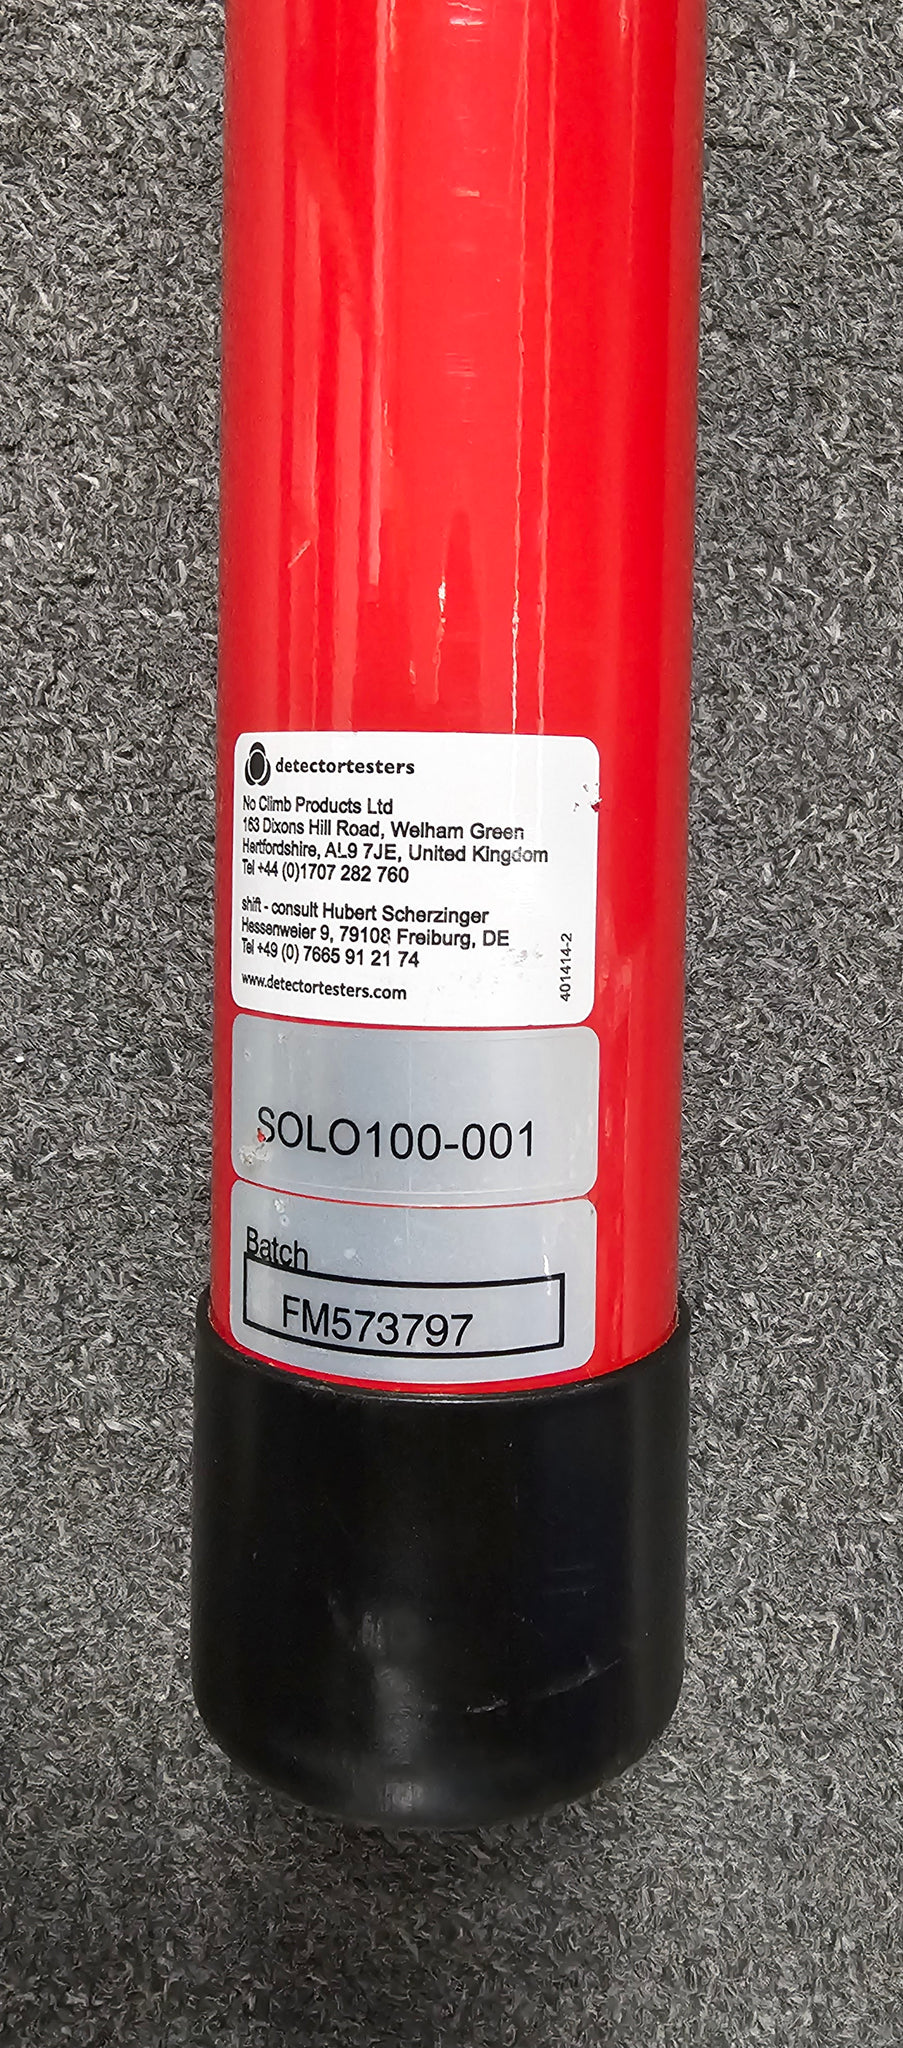 detectortesters
No Climb Products Ltd
163 Dixons Hill Road, Welham Green
Hertfordshire, AL9 7JE, United Kingdom
Tel +44 (0)1707 282 760
shift - consult Hubert Scherzinger
Hessenweier 9, 79108 Freiburg, DE
Tel +49 (0) 7665 91 21 74
www.detectortesters.com
401414-2
SOLO100-001
Batch
FM573797